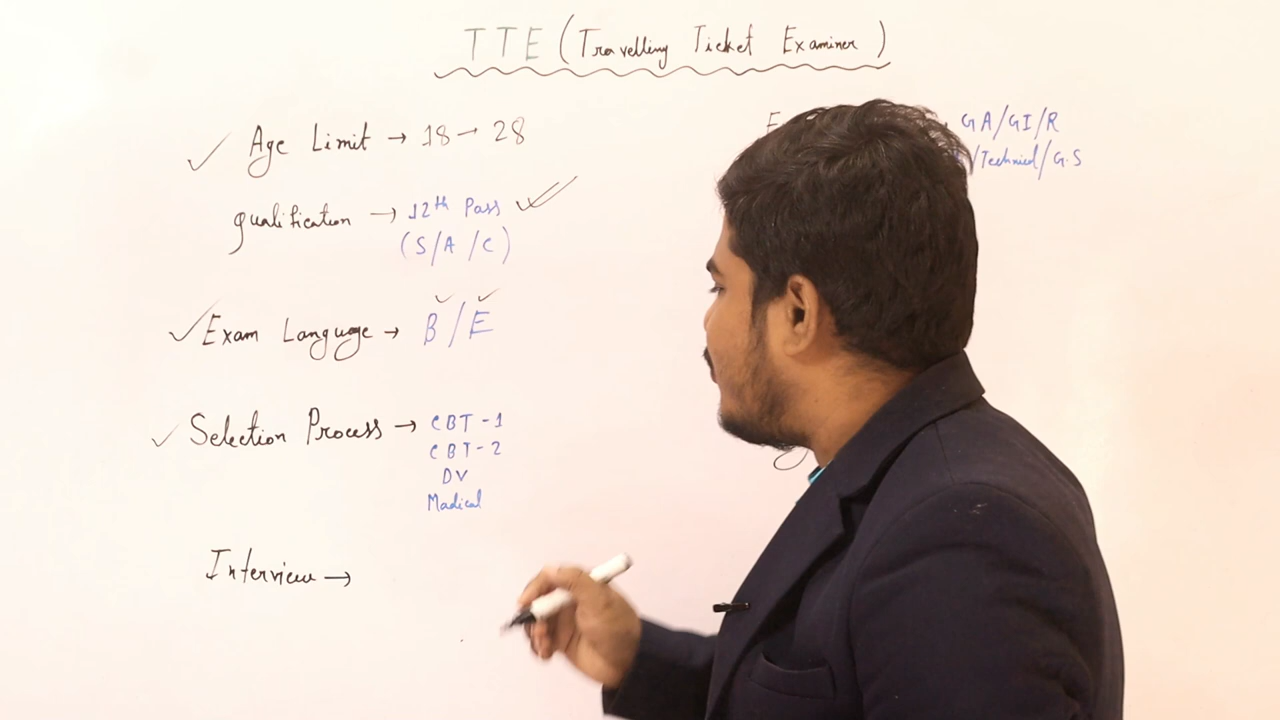 TTE (Travelling Ticket Examiner)
Age Limit → 18 → 28
qualification → 12th Pass
(S/A/C)
Exam Language → B/E
Selection Process → CBT-1
CBT-2
DV
Madical
Interview →
GA/GI/R
/Technical/G.S